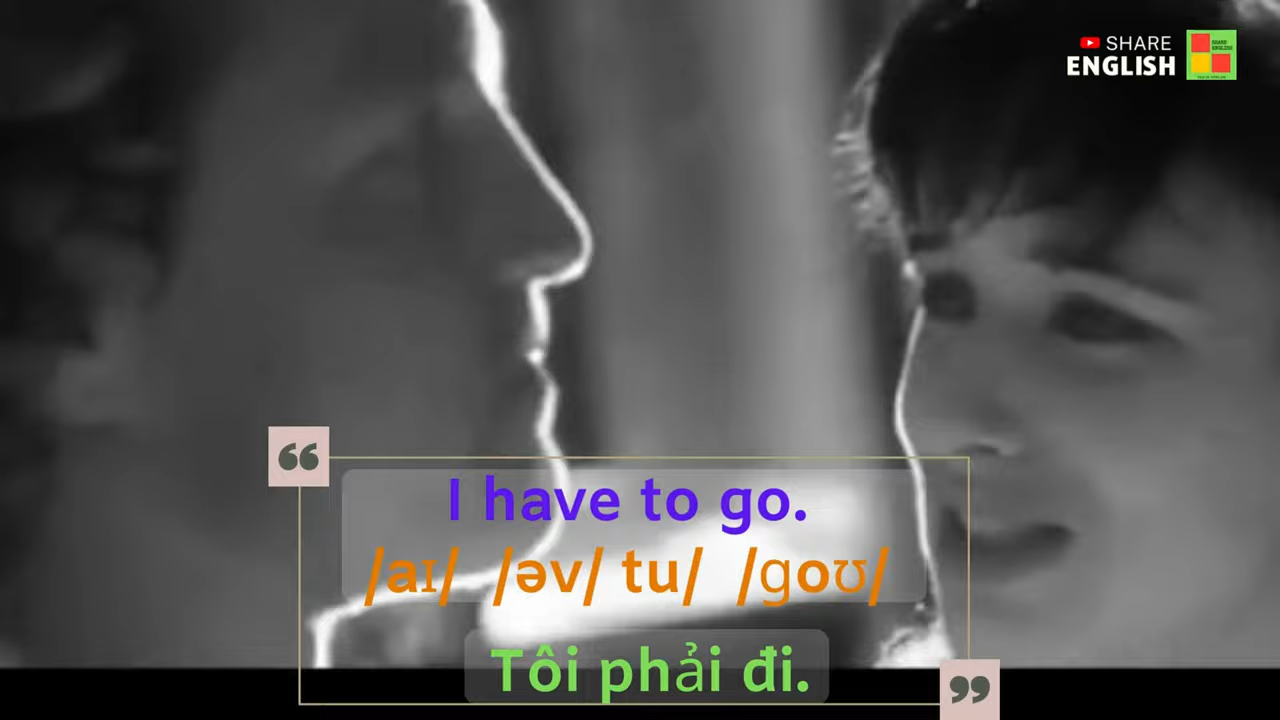 SHARE
ENGLISH
“
I have to go.
/aɪ/ /əv/ tu/ /ɡoʊ/
Tôi phải đi.
”